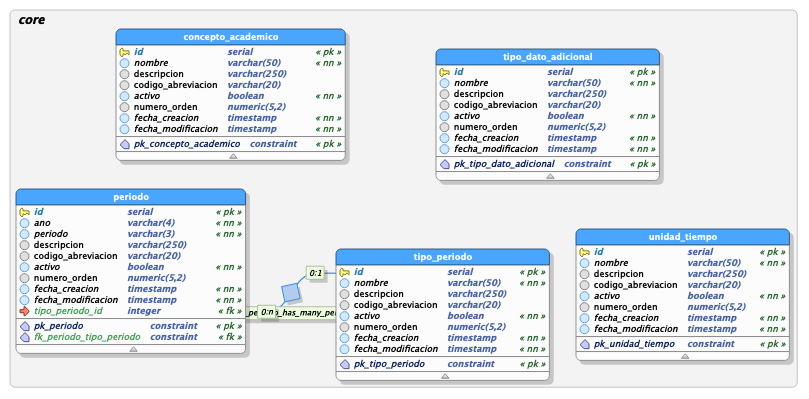 core
concepto_academico
id serial « pk »
nombre varchar(50) « nn »
descripcion varchar(250)
codigo_abreviacion varchar(20)
activo boolean « nn »
numero_orden numeric(5,2)
fecha_creacion timestamp « nn »
fecha_modificacion timestamp « nn »
pk_concepto_academico constraint « pk »
tipo_dato_adicional
id serial « pk »
nombre varchar(50) « nn »
descripcion varchar(250)
codigo_abreviacion varchar(20)
activo boolean « nn »
numero_orden numeric(5,2)
fecha_creacion timestamp « nn »
fecha_modificacion timestamp « nn »
pk_tipo_dato_adicional constraint « pk »
periodo
id serial « pk »
ano varchar(4) « nn »
periodo varchar(3) « nn »
descripcion varchar(250)
codigo_abreviacion varchar(20)
activo boolean « nn »
numero_orden numeric(5,2)
fecha_creacion timestamp « nn »
fecha_modificacion timestamp « nn »
tipo_periodo_id integer « fk »
pk_periodo constraint « pk »
fk_periodo_tipo_periodo constraint « fk »
0:1
0:n
_has_many_pe
tipo_periodo
id serial « pk »
nombre varchar(50) « nn »
descripcion varchar(250)
codigo_abreviacion varchar(20)
activo boolean « nn »
numero_orden numeric(5,2)
fecha_creacion timestamp « nn »
fecha_modificacion timestamp « nn »
pk_tipo_periodo constraint « pk »
unidad_tiempo
id serial « pk »
nombre varchar(50) « nn »
descripcion varchar(250)
codigo_abreviacion varchar(20)
activo boolean « nn »
numero_orden numeric(5,2)
fecha_creacion timestamp « nn »
fecha_modificacion timestamp « nn »
pk_unidad_tiempo constraint « pk »